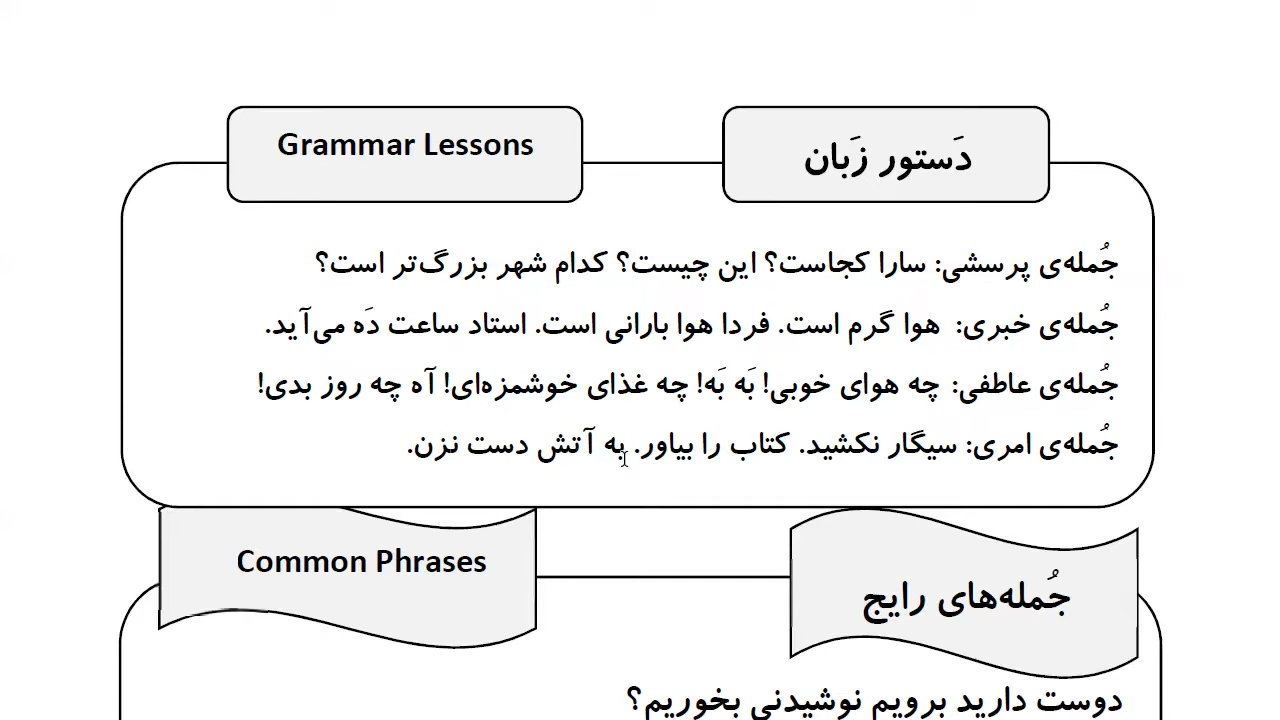 Grammar Lessons
دَستور زَبان
جُمله‌ی پرسشی: سارا کجاست؟ این چیست؟ کدام شهر بزرگ‌تر است؟
جُمله‌ی خبری: هوا گرم است. فردا هوا بارانی است. استاد ساعت دَه می‌آید.
جُمله‌ی عاطفی: چه هوای خوبی! بَه بَه! چه غذای خوشمزه‌ای! آه چه روز بدی!
جُمله‌ی امری: سیگار نکشید. کتاب را بیاور. به آتش دست نزن.
Common Phrases
جُمله‌های رایج
دوست دارید برویم نوشیدنی بخوریم؟